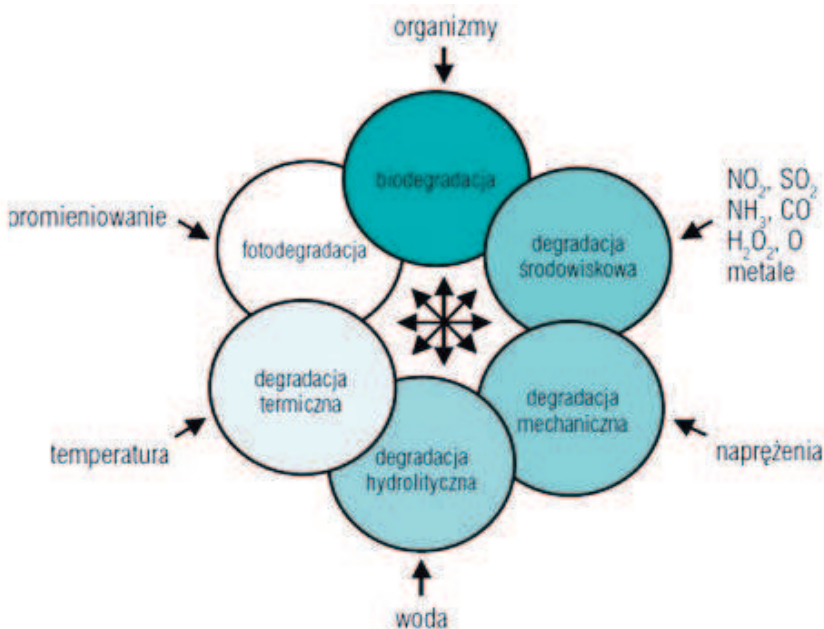 organizmy
biodegradacja
NO₂, SO₂
NH₃, CO
H₂O₂, O
metale
promieniowanie
fotodegradacja
degradacja
środowiskowa
degradacja
termiczna
degradacja
mechaniczna
temperatura
degradacja
hydrolityczna
naprężenia
woda